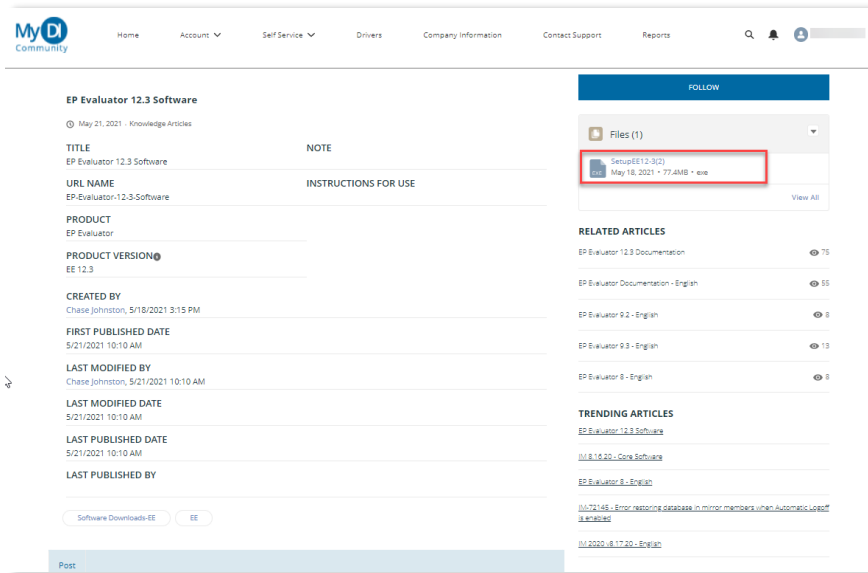 My DI
Community
Home
Account
Self Service
Drivers
Company Information
Contact Support
Reports
EP Evaluator 12.3 Software
May 21, 2021 - Knowledge Articles
TITLE
EP Evaluator 12.3 Software
NOTE
URL NAME
EP-Evaluator-12-3-Software
INSTRUCTIONS FOR USE
PRODUCT
EP Evaluator
PRODUCT VERSION
EE 12.3
CREATED BY
Chase Johnston, 5/18/2021 3:15 PM
FIRST PUBLISHED DATE
5/21/2021 10:10 AM
LAST MODIFIED BY
Chase Johnston, 5/21/2021 10:10 AM
LAST MODIFIED DATE
5/21/2021 10:10 AM
LAST PUBLISHED DATE
5/21/2021 10:10 AM
LAST PUBLISHED BY
Software Downloads-EE
EE
Post
FOLLOW
Files (1)
SetupEE12-3(2)
May 18, 2021 • 77.4MB • exe
View All
RELATED ARTICLES
EP Evaluator 12.3 Documentation 75
EP Evaluator Documentation - English 55
EP Evaluator 9.2 - English 8
EP Evaluator 9.3 - English 13
EP Evaluator 8 - English 8
TRENDING ARTICLES
EP Evaluator 12.3 Software
IM 8.16.20 - Core Software
EP Evaluator 8 - English
IM-72145 - Error restoring database in mirror members when Automatic Logoff
is enabled
IM 2020 v8.17.20 - English